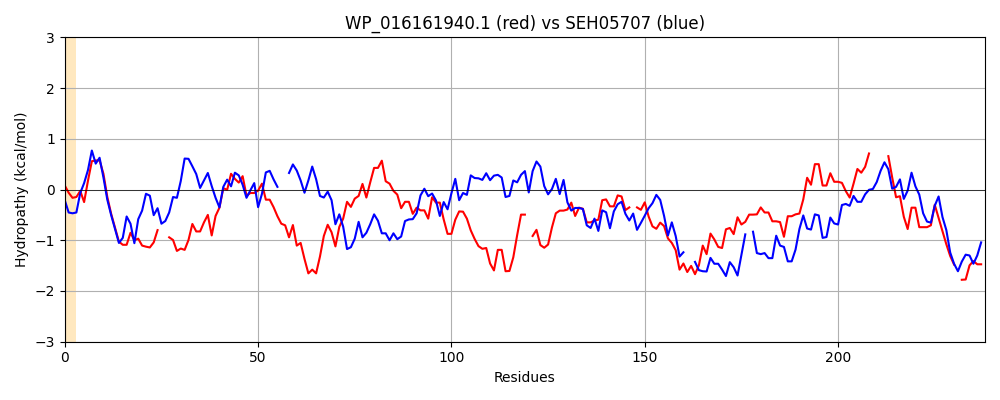 WP_016161940.1 (red) vs SEH05707 (blue)
Hydropathy (kcal/mol)
3
2
1
0
−1
−2
−3
0 50 100 150 200
Residues